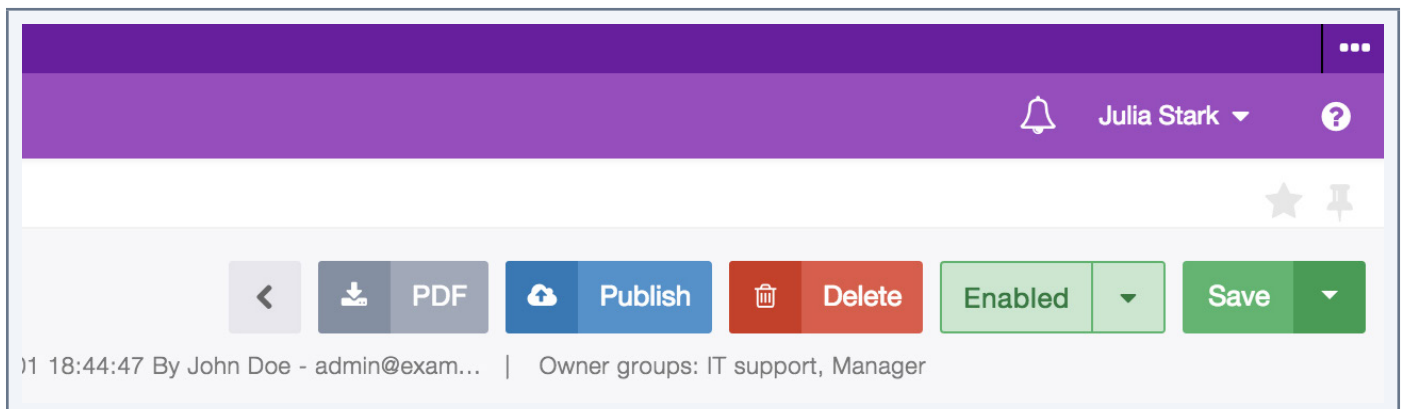 Julia Stark
PDF Publish Delete Enabled Save
01 18:44:47 By John Doe - admin@exam... | Owner groups: IT support, Manager